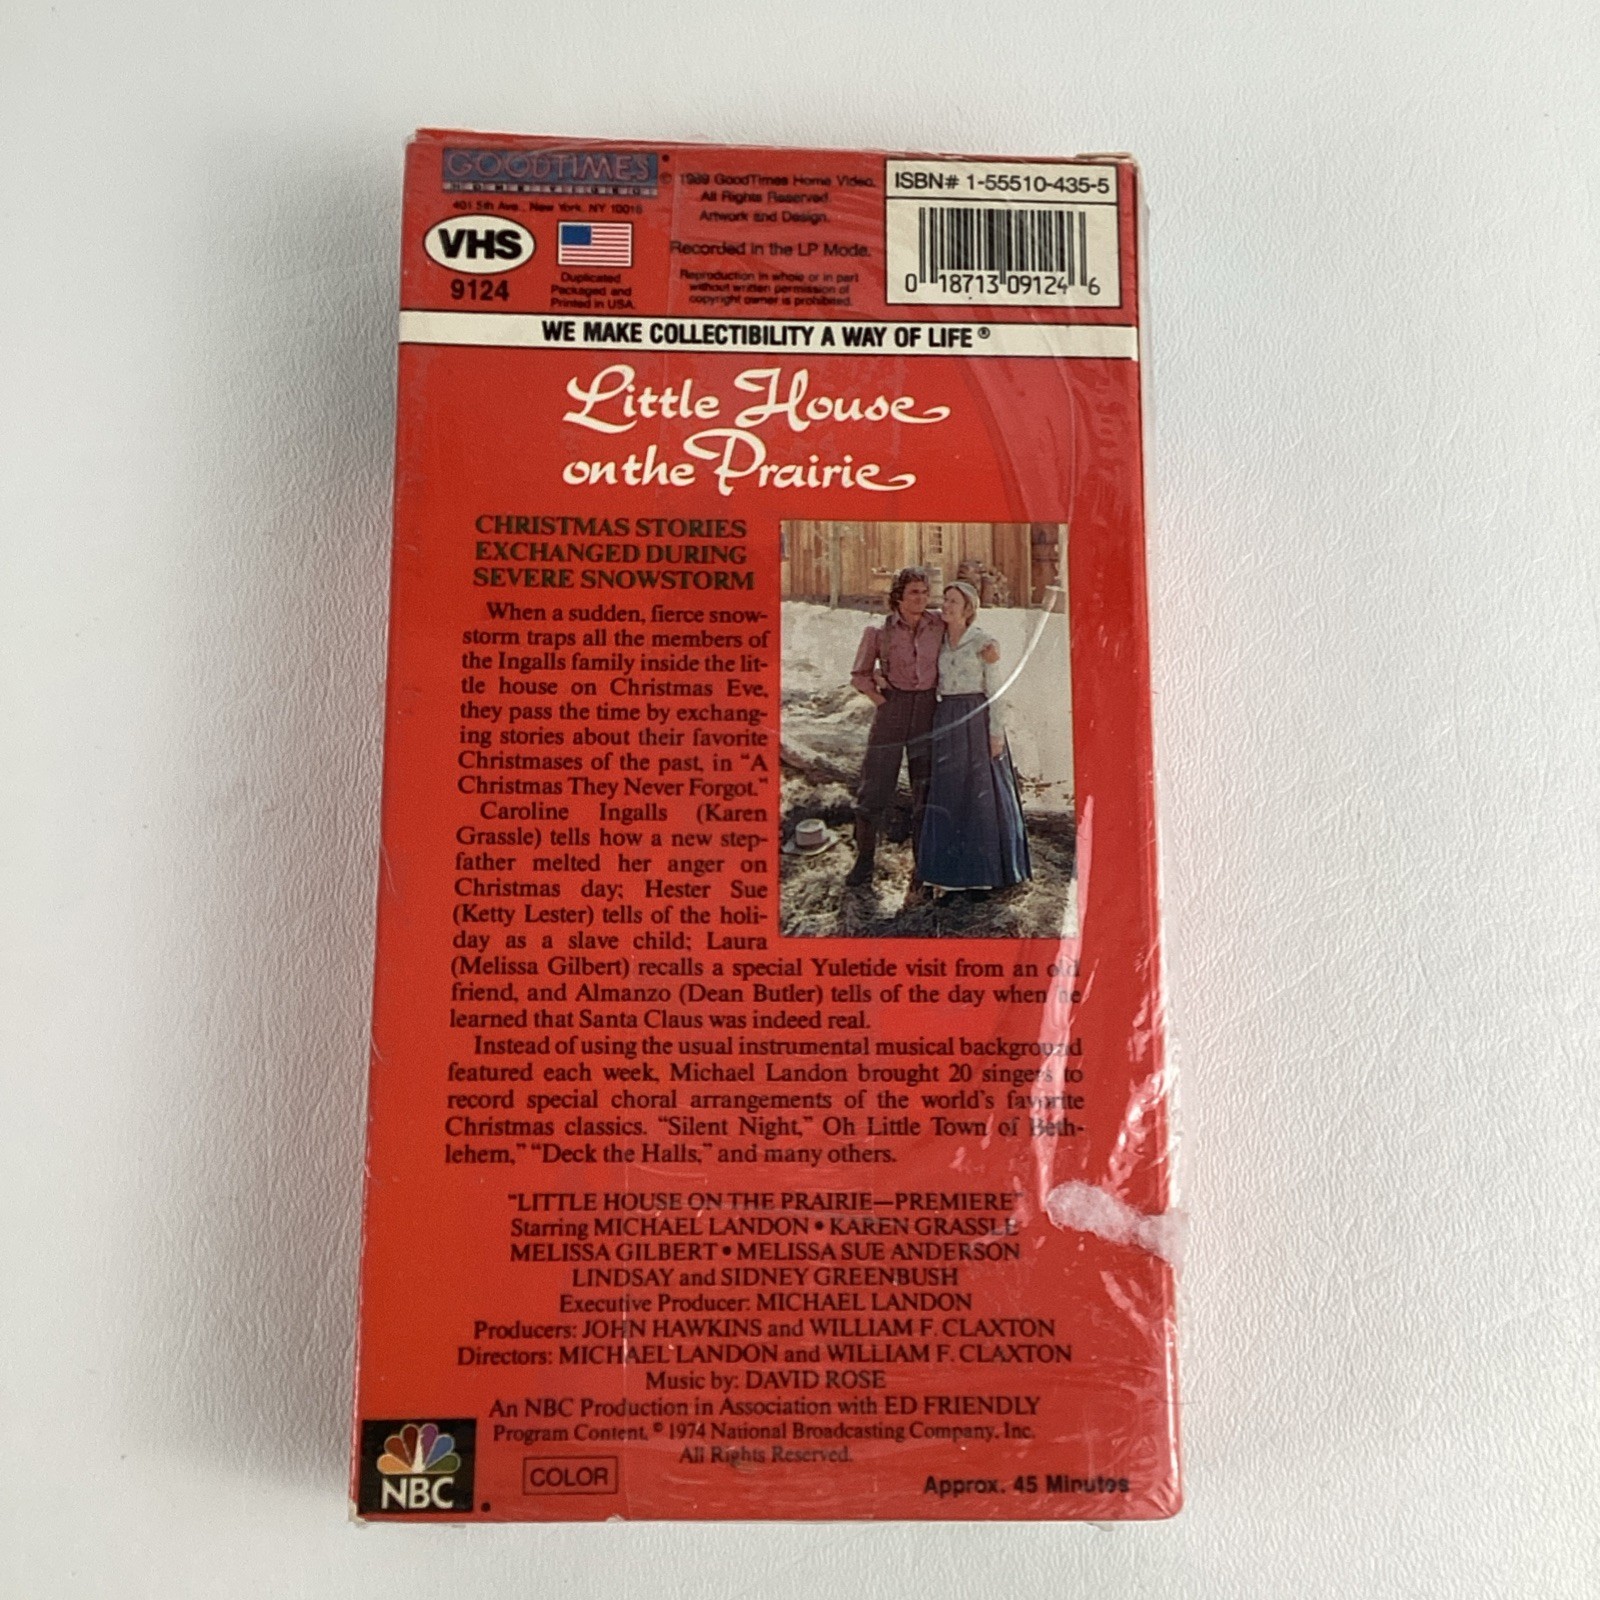 GOODTIMES
HOME VIDEO
401 5th Ave., New York, NY 10016
VHS
9124
Duplicated
Packaged and
Printed in USA.
© 1989 GoodTimes Home Video.
All Rights Reserved.
Artwork and Design.
Recorded in the LP Mode.
Reproduction in whole or in part
without written permission of
copyright owner is prohibited.
ISBN# 1-55510-435-5
0 18713 09124 6
WE MAKE COLLECTIBILITY A WAY OF LIFE®
Little House
on the Prairie
CHRISTMAS STORIES
EXCHANGED DURING
SEVERE SNOWSTORM
When a sudden, fierce snow-
storm traps all the members of
the Ingalls family inside the lit-
tle house on Christmas Eve,
they pass the time by exchang-
ing stories about their favorite
Christmases of the past, in "A
Christmas They Never Forgot."
Caroline Ingalls (Karen
Grassle) tells how a new step-
father melted her anger on
Christmas day; Hester Sue
(Ketty Lester) tells of the holi-
day as a slave child; Laura
(Melissa Gilbert) recalls a special Yuletide visit from an old
friend, and Almanzo (Dean Butler) tells of the day when he
learned that Santa Claus was indeed real.
Instead of using the usual instrumental musical background
featured each week, Michael Landon brought 20 singers to
record special choral arrangements of the world's favorite
Christmas classics. "Silent Night," Oh Little Town of Beth-
lehem," "Deck the Halls," and many others.
"LITTLE HOUSE ON THE PRAIRIE—PREMIERE"
Starring MICHAEL LANDON • KAREN GRASSLE
MELISSA GILBERT • MELISSA SUE ANDERSON
LINDSAY and SIDNEY GREENBUSH
Executive Producer: MICHAEL LANDON
Producers: JOHN HAWKINS and WILLIAM F. CLAXTON
Directors: MICHAEL LANDON and WILLIAM F. CLAXTON
Music by: DAVID ROSE
An NBC Production in Association with ED FRIENDLY
Program Content, © 1974 National Broadcasting Company, Inc.
All Rights Reserved.
NBC
COLOR
Approx. 45 Minutes